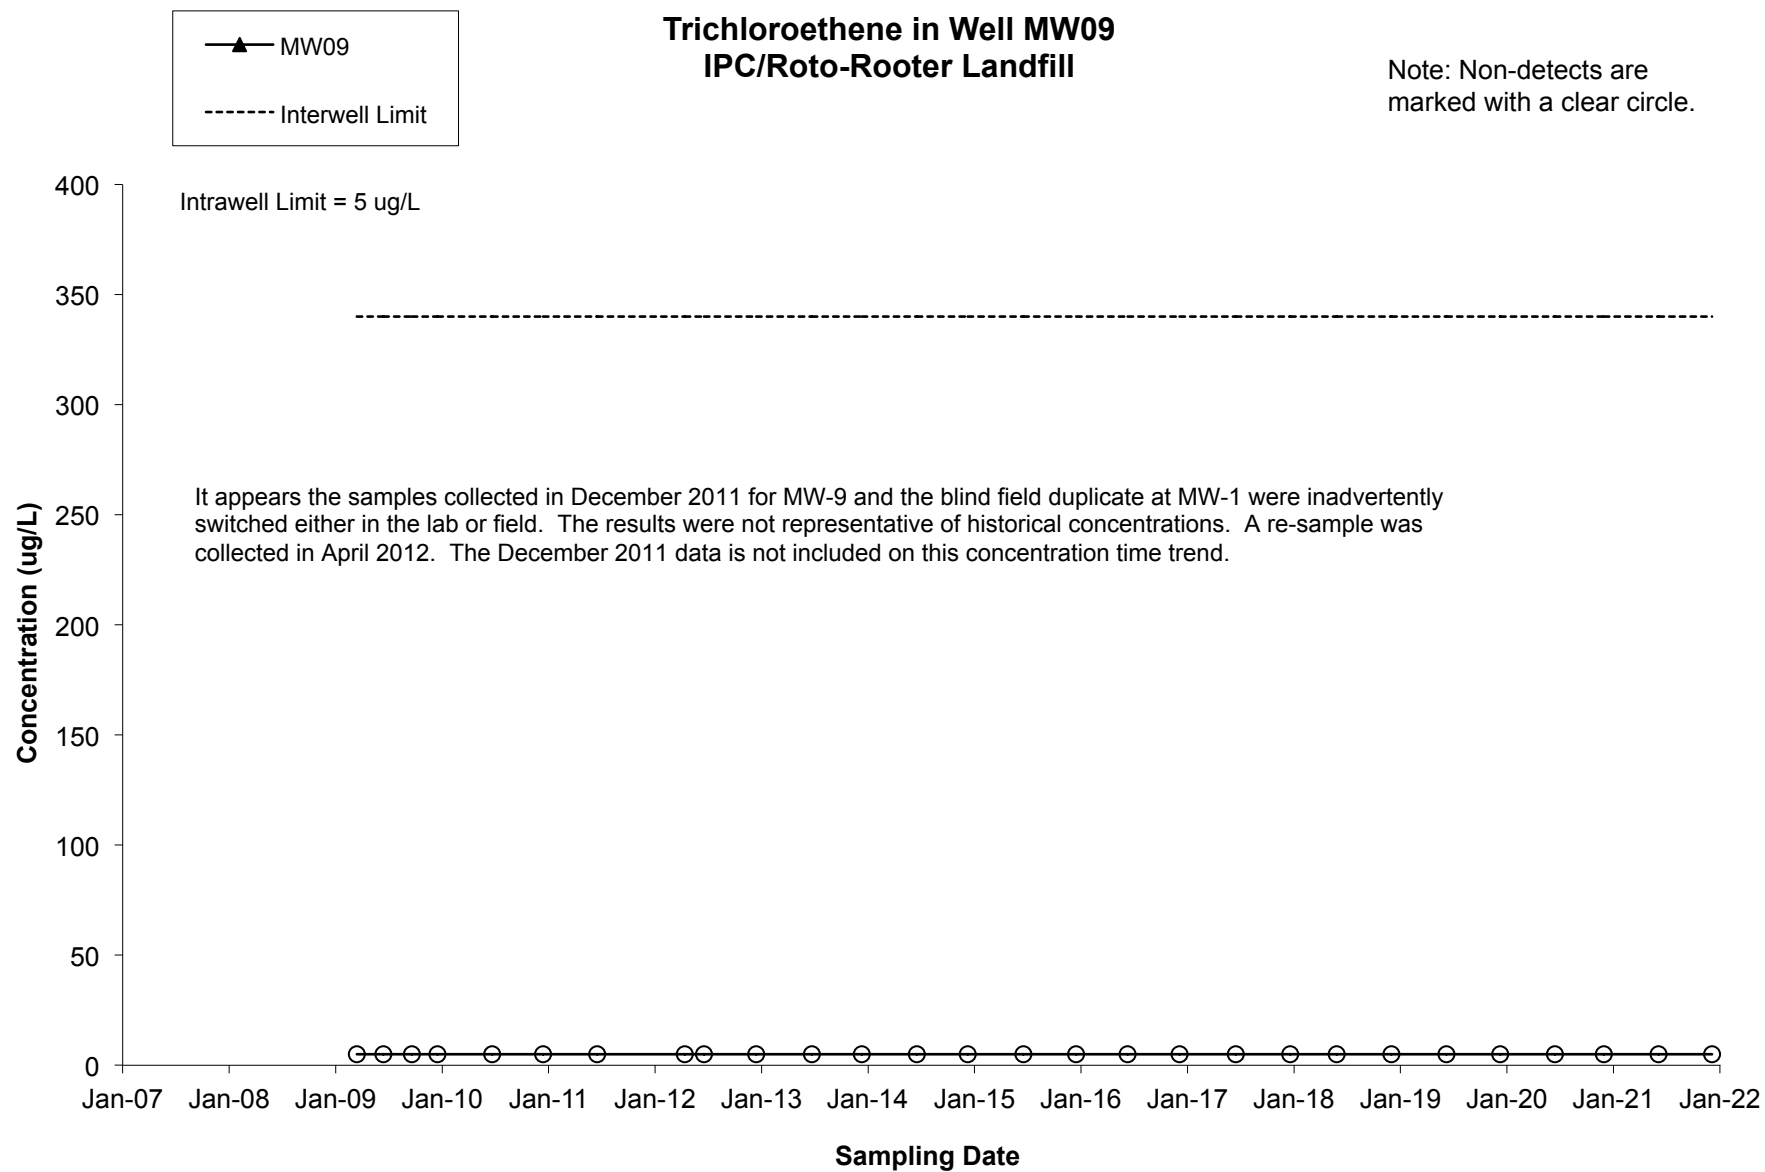 Trichloroethene in Well MW09
IPC/Roto-Rooter Landfill
MW09
Interwell Limit
Note: Non-detects are
marked with a clear circle.
Intrawell Limit = 5 ug/L
It appears the samples collected in December 2011 for MW-9 and the blind field duplicate at MW-1 were inadvertently
switched either in the lab or field.  The results were not representative of historical concentrations.  A re-sample was
collected in April 2012.  The December 2011 data is not included on this concentration time trend.
Concentration (ug/L)
400
350
300
250
200
150
100
50
0
Jan-07 Jan-08 Jan-09 Jan-10 Jan-11 Jan-12 Jan-13 Jan-14 Jan-15 Jan-16 Jan-17 Jan-18 Jan-19 Jan-20 Jan-21 Jan-22
Sampling Date